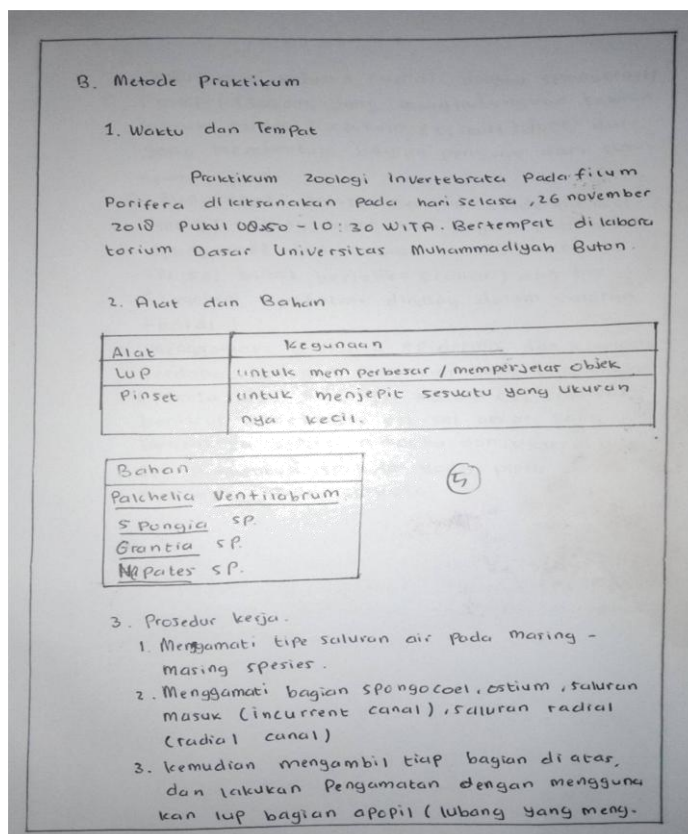 B. Metode Praktikum
1. Waktu dan Tempat
Praktikum Zoologi Invertebrata Pada filum
Porifera dilaksanakan Pada hari selasa, 26 november
2019 Pukul 08:50 - 10:30 WITA. Bertempat di labora
torium Dasar Universitas Muhammadiyah Buton.
2. Alat dan Bahan
Alat Kegunaan
Lup untuk memperbesar / memperjelas objek
Pinset untuk menjepit sesuatu yang ukuran
nya kecil.
Bahan
Palchelia Ventilabrum
Spongia sp.
Grantia sp.
Napates sp.
5
3. Prosedur kerja.
1. Mengamati tipe saluran air pada masing -
masing spesies.
2. Menggamati bagian spongocoel, ostium, saluran
masuk (incurrent canal), saluran radial
(radial canal)
3. kemudian mengambil tiap bagian di atas,
dan lakukan Pengamatan dengan mengguna
kan lup bagian apopil (lubang yang meng-